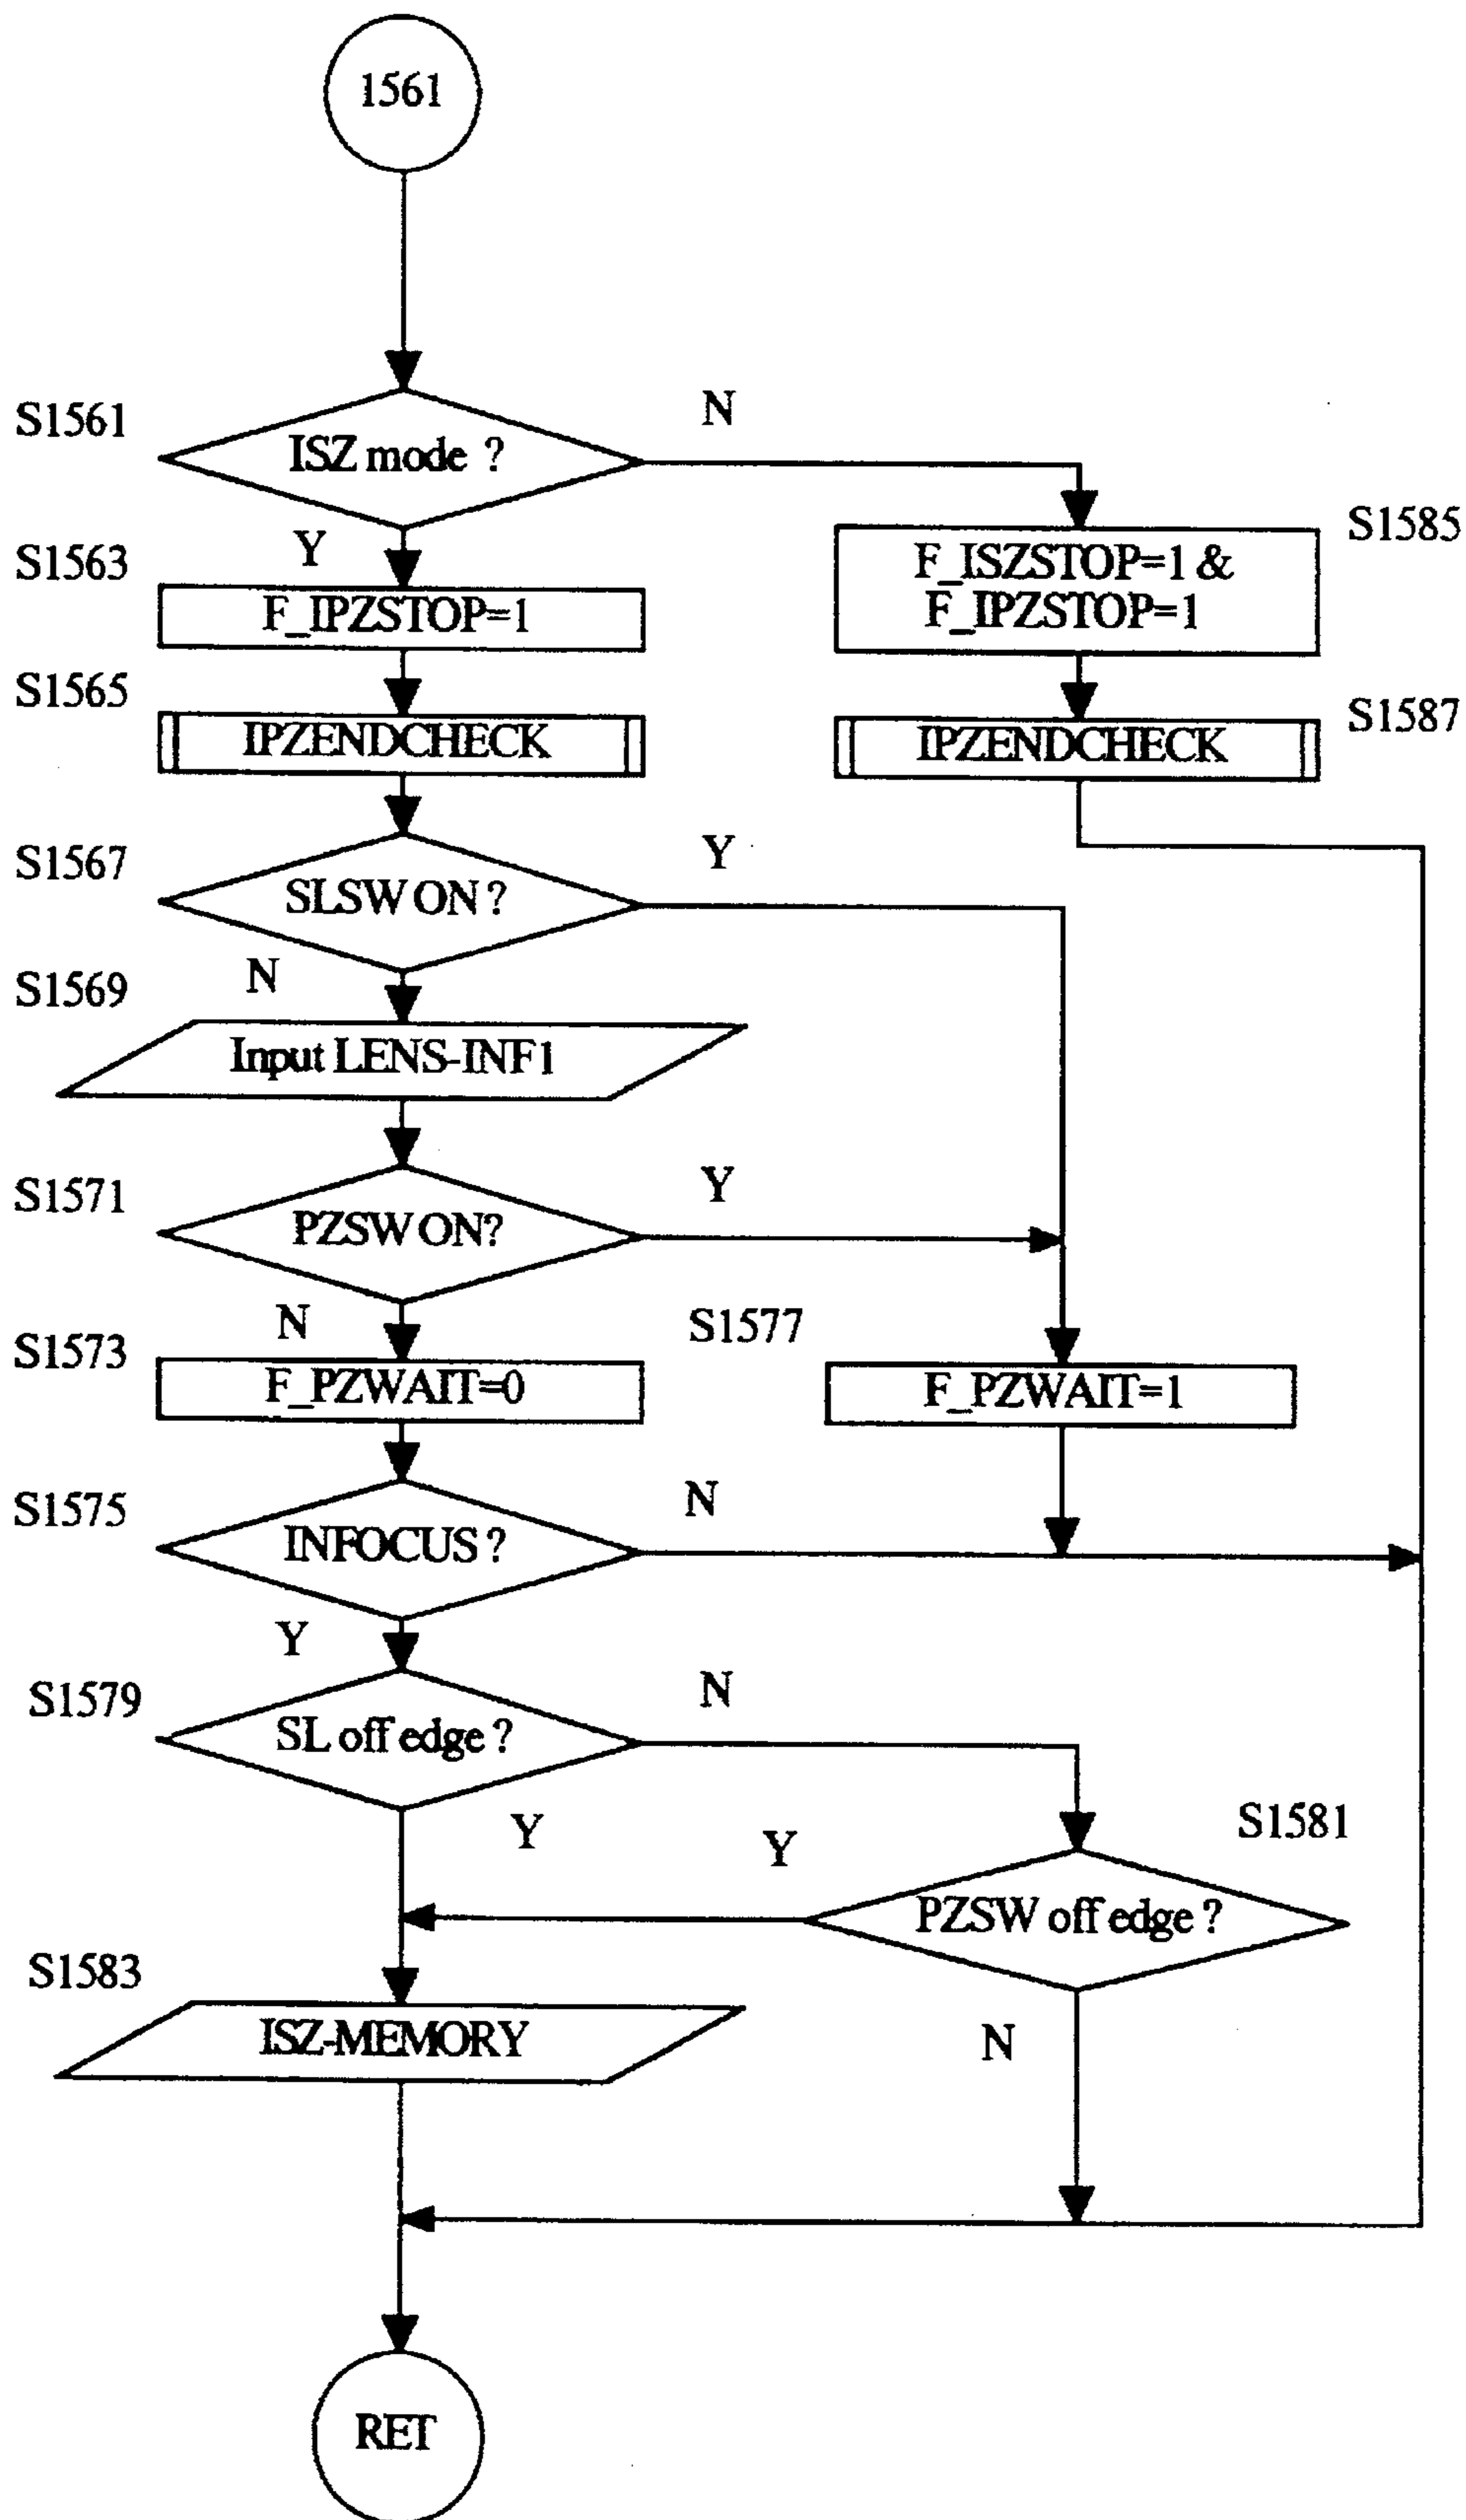 1561
S1561
ISZ mode ?
N
Y
S1563
F_IPZSTOP=1
S1585
F_ISZSTOP=1 &
F_IPZSTOP=1
S1565
IPZENDCHECK
S1587
IPZENDCHECK
S1567
SLSW ON ?
Y
N
S1569
Input LENS-INF1
S1571
PZSW ON?
Y
N
S1573
F_PZWAIT=0
S1577
F_PZWAIT=1
S1575
INFOCUS ?
N
Y
S1579
SL off edge ?
N
Y
S1581
PZSW off edge ?
Y
N
S1583
ISZ-MEMORY
RET